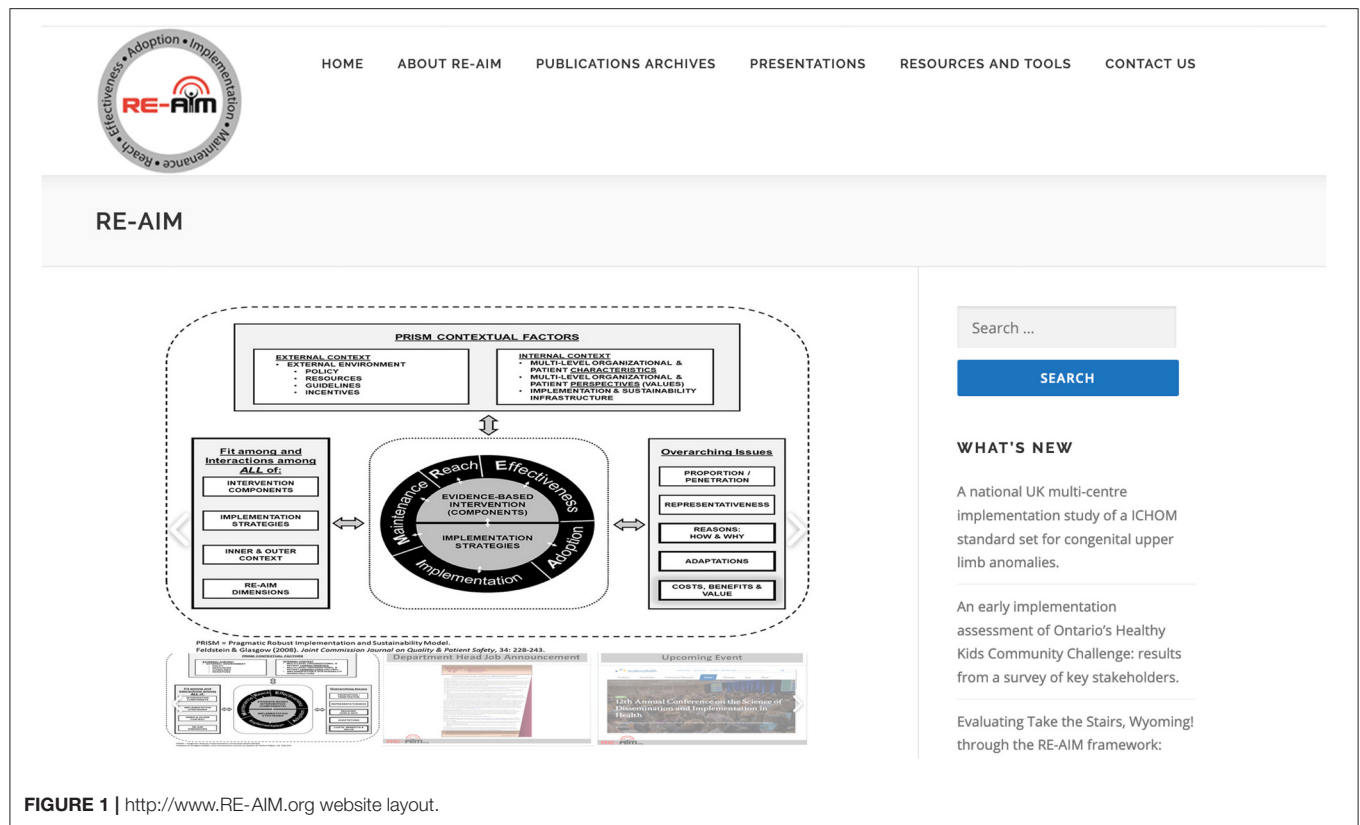 Reach • Effectiveness • Adoption • Implementation • Maintenance •
RE-AIM
HOME ABOUT RE-AIM PUBLICATIONS ARCHIVES PRESENTATIONS RESOURCES AND TOOLS CONTACT US
RE-AIM
PRISM CONTEXTUAL FACTORS
EXTERNAL CONTEXT
• EXTERNAL ENVIRONMENT
• POLICY
• RESOURCES
• GUIDELINES
• INCENTIVES
INTERNAL CONTEXT
• MULTI-LEVEL ORGANIZATIONAL &
PATIENT CHARACTERISTICS
• MULTI-LEVEL ORGANIZATIONAL &
PATIENT PERSPECTIVES (VALUES)
• IMPLEMENTATION & SUSTAINABILITY
INFRASTRUCTURE
Fit among and
Interactions among
ALL of:
INTERVENTION
COMPONENTS
IMPLEMENTATION
STRATEGIES
INNER & OUTER
CONTEXT
RE-AIM
DIMENSIONS
Reach
Effectiveness
Adoption
Implementation
Maintenance
EVIDENCE-BASED
INTERVENTION
(COMPONENTS)
IMPLEMENTATION
STRATEGIES
Overarching Issues
PROPORTION /
PENETRATION
REPRESENTATIVENESS
REASONS:
HOW & WHY
ADAPTATIONS
COSTS, BENEFITS &
VALUE
PRISM = Pragmatic Robust Implementation and Sustainability Model.
Feldstein & Glasgow (2008). Joint Commission Journal on Quality & Patient Safety, 34: 228-243.
Department Head Job Announcement
Upcoming Event
12th Annual Conference on the Science of
Dissemination and Implementation in
Health
Search ...
SEARCH
WHAT'S NEW
A national UK multi-centre
implementation study of a ICHOM
standard set for congenital upper
limb anomalies.
An early implementation
assessment of Ontario's Healthy
Kids Community Challenge: results
from a survey of key stakeholders.
Evaluating Take the Stairs, Wyoming!
through the RE-AIM framework:
FIGURE 1 | http://www.RE-AIM.org website layout.